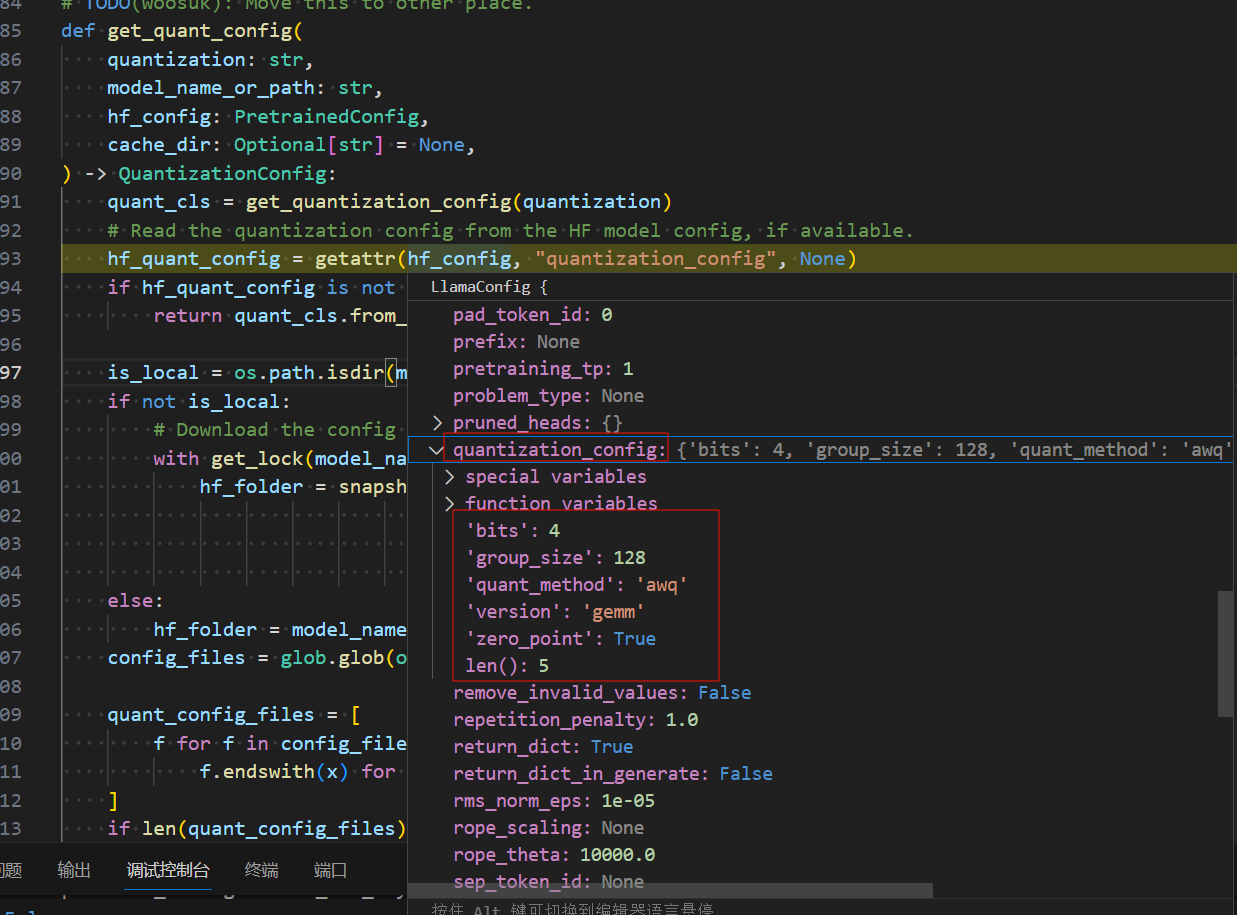 84 # TODO(woosuk): Move this to other place.
85 def get_quant_config(
86 quantization: str,
87 model_name_or_path: str,
88 hf_config: PretrainedConfig,
89 cache_dir: Optional[str] = None,
90 ) -> QuantizationConfig:
91 quant_cls = get_quantization_config(quantization)
92 # Read the quantization config from the HF model config, if available.
93 hf_quant_config = getattr(hf_config, "quantization_config", None)
94 if hf_quant_config is not
95 return quant_cls.from_
96
97 is_local = os.path.isdir(m
98 if not is_local:
99 # Download the config
00 with get_lock(model_na
01 hf_folder = snapsh
02
03
04
05 else:
06 hf_folder = model_name
07 config_files = glob.glob(o
08
09 quant_config_files = [
10 f for f in config_file
11 f.endswith(x) for
12 ]
13 if len(quant_config_files)
LlamaConfig {
pad_token_id: 0
prefix: None
pretraining_tp: 1
problem_type: None
pruned_heads: {}
quantization_config: {'bits': 4, 'group_size': 128, 'quant_method': 'awq'
special variables
function variables
'bits': 4
'group_size': 128
'quant_method': 'awq'
'version': 'gemm'
'zero_point': True
len(): 5
remove_invalid_values: False
repetition_penalty: 1.0
return_dict: True
return_dict_in_generate: False
rms_norm_eps: 1e-05
rope_scaling: None
rope_theta: 10000.0
sep_token_id: None
按住 Alt 键可切换到编辑器语言悬停
问题 输出 调试控制台 终端 端口